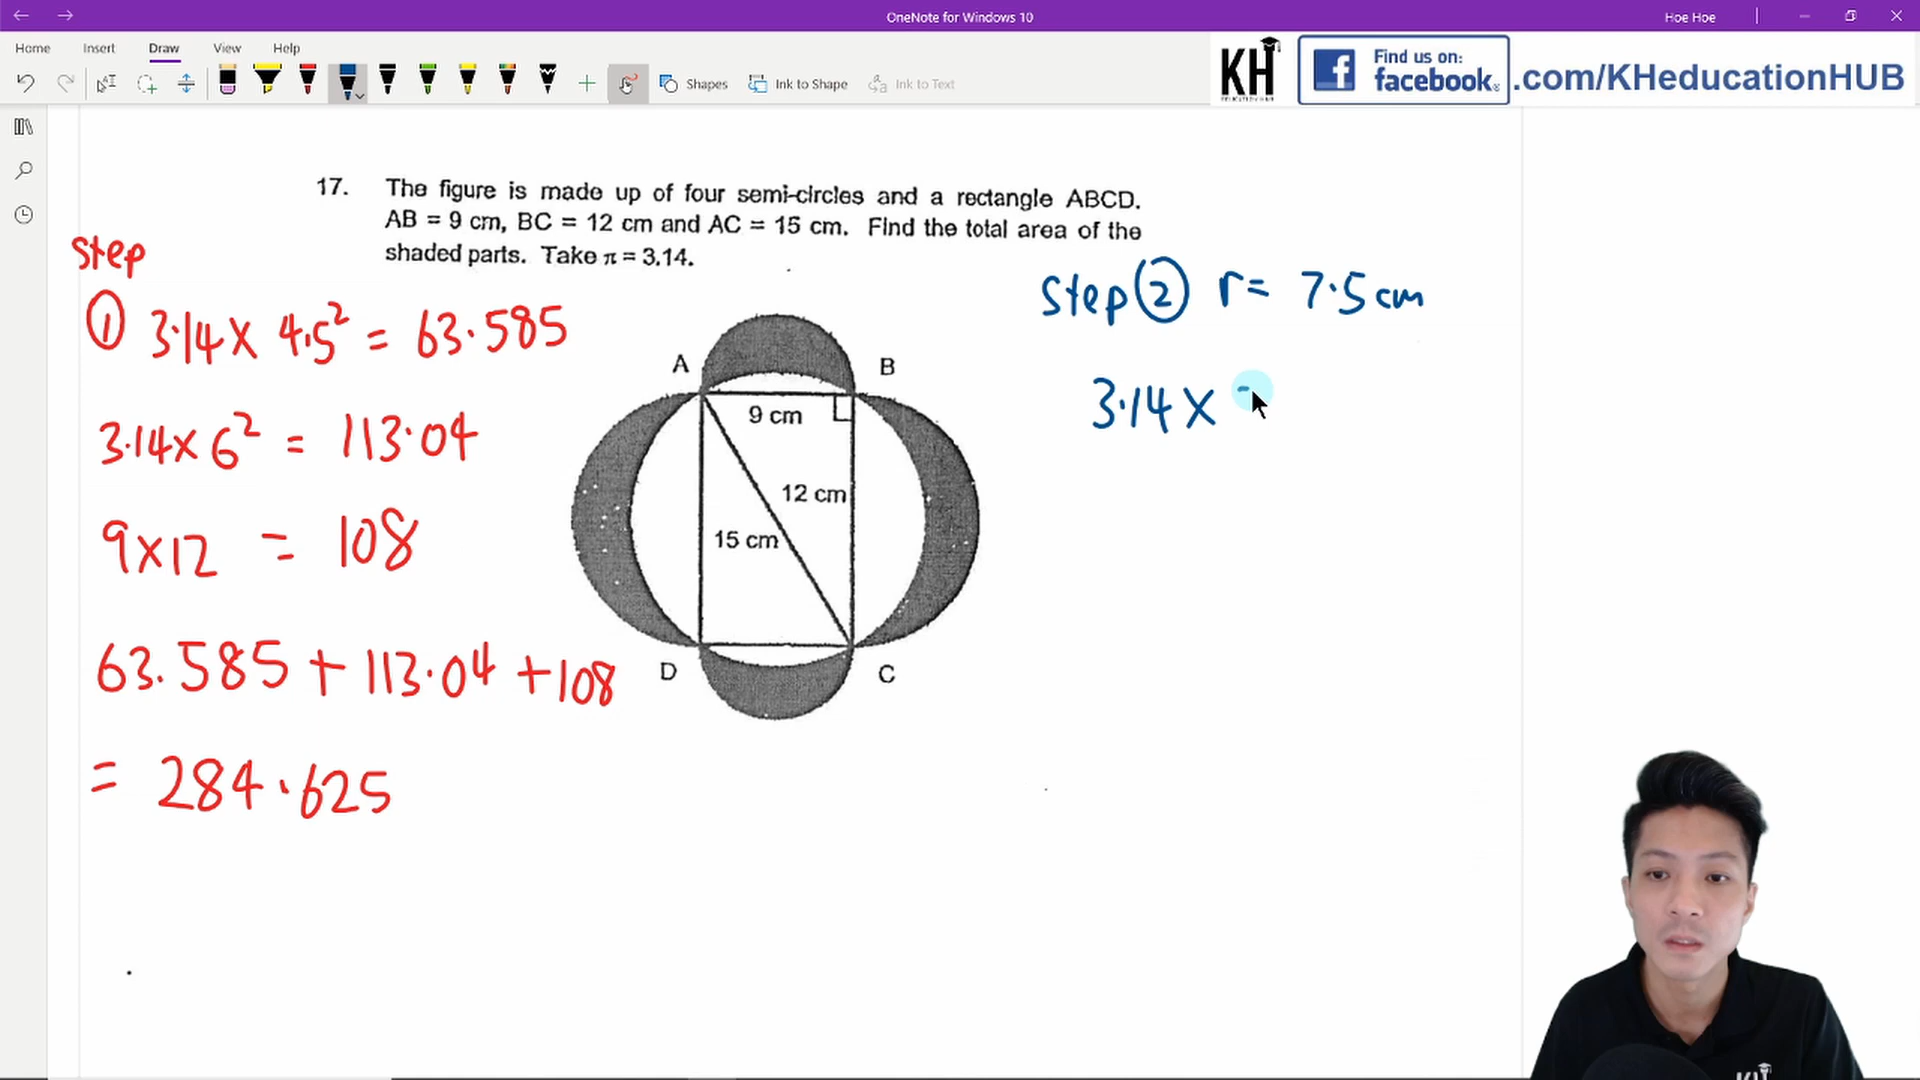 OneNote for Windows 10
Hoe Hoe
Home Insert Draw View Help
Shapes Ink to Shape Ink to Text
KH
Find us on:
facebook.com/KHeducationHUB
17. The figure is made up of four semi-circles and a rectangle ABCD.
AB = 9 cm, BC = 12 cm and AC = 15 cm. Find the total area of the
shaded parts. Take π = 3.14.
Step
① 3.14 X 4.5² = 63.585
3.14 X 6² = 113.04
9 X 12 = 108
63.585 + 113.04 + 108
= 284.625
A
B
9 cm
12 cm
15 cm
D
C
Step ② r = 7.5 cm
3.14 X
KH